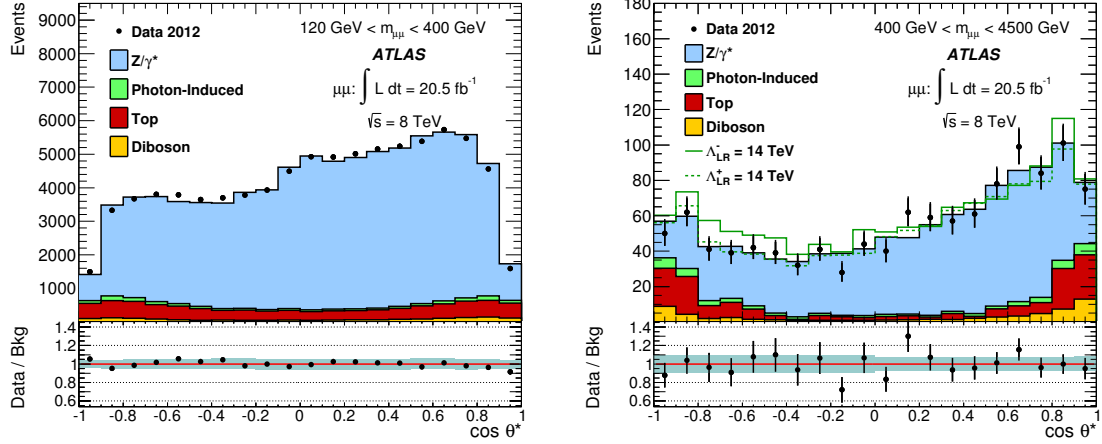 Events
9000
8000
7000
6000
5000
4000
3000
2000
1000
120 GeV < mμμ < 400 GeV
Data 2012
Z/γ*
Photon-Induced
Top
Diboson
ATLAS
μμ: ∫ L dt = 20.5 fb-1
√s = 8 TeV
Data / Bkg
1.4
1.2
1
0.8
0.6
-1 -0.8 -0.6 -0.4 -0.2 0 0.2 0.4 0.6 0.8 1
cos θ*
Events
180
160
140
120
100
80
60
40
20
0
400 GeV < mμμ < 4500 GeV
Data 2012
Z/γ*
Photon-Induced
Top
Diboson
Λ-LR = 14 TeV
Λ+LR = 14 TeV
ATLAS
μμ: ∫ L dt = 20.5 fb-1
√s = 8 TeV
Data / Bkg
1.4
1.2
1
0.8
0.6
-1 -0.8 -0.6 -0.4 -0.2 0 0.2 0.4 0.6 0.8 1
cos θ*